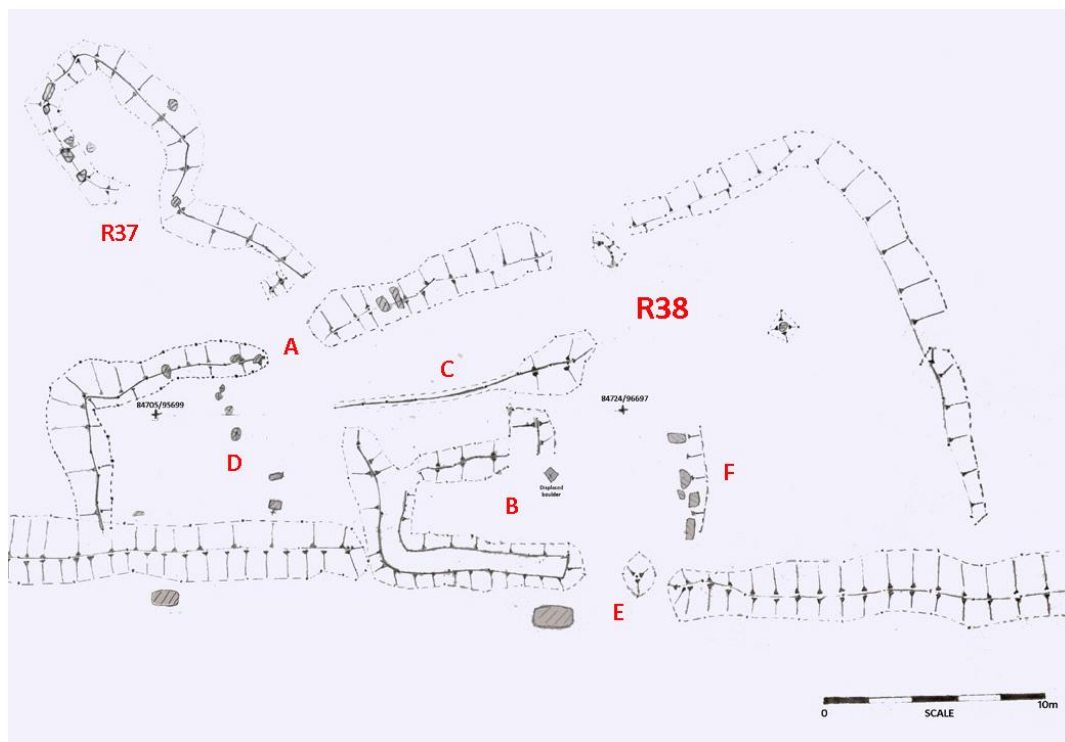 R37
R38
A
C
84705/95699
84724/96697
D
F
Displaced
boulder
B
E
0
SCALE
10m